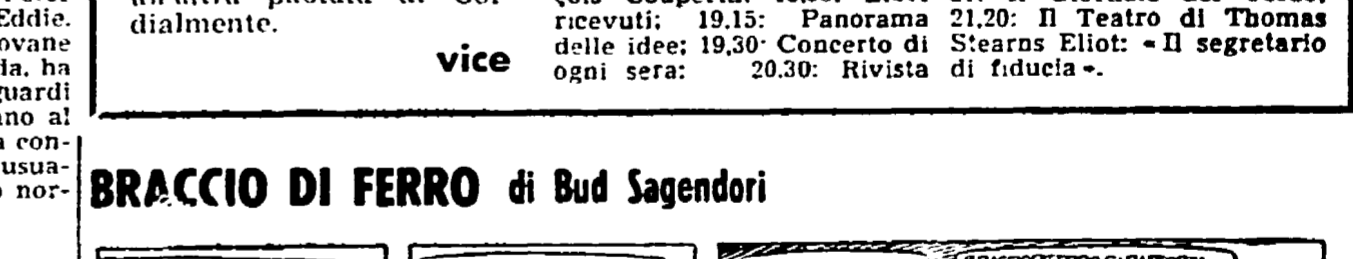 Eddie.
ovane
da, ha
guardi
ano al
a con-
usua-
nor-
dialmente.
vice
ricevuti; 19.15: Panorama
delle idee; 19,30· Concerto di
ogni sera; 20.30: Rivista
21,20: Il Teatro di Thomas
Stearns Eliot: « Il segretario
di fiducia ».
BRACCIO DI FERRO di Bud Sagendori